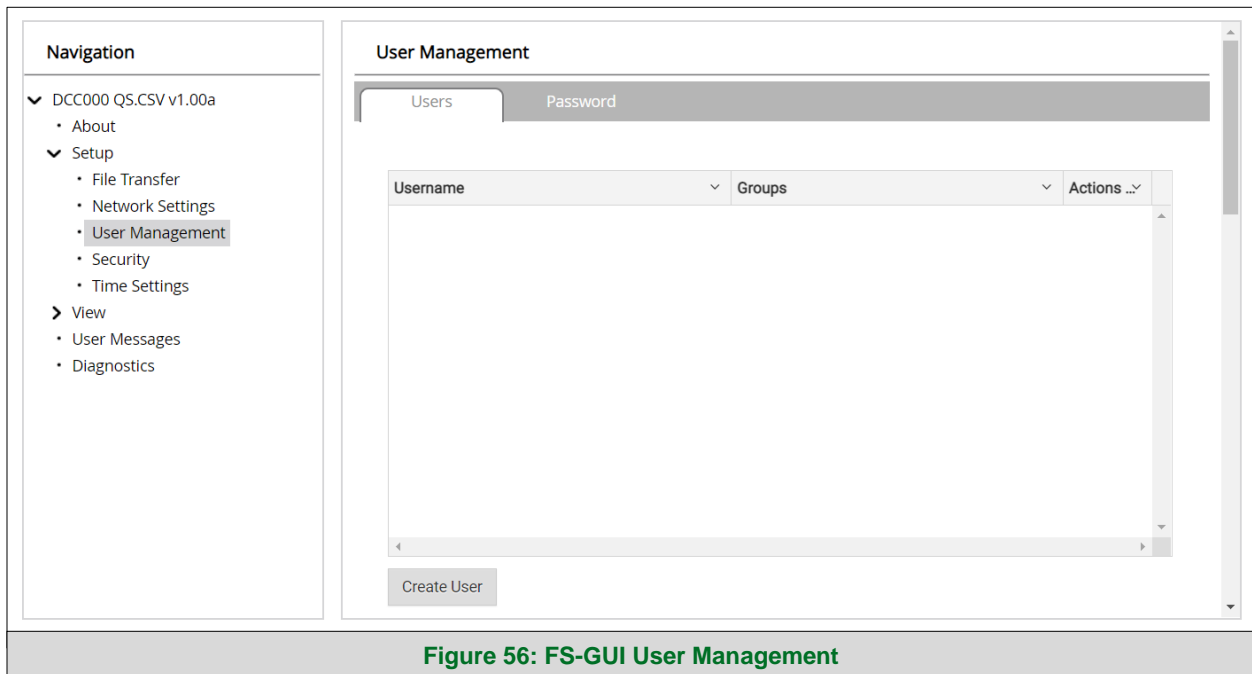 Navigation
DCC000 QS.CSV v1.00a
About
Setup
File Transfer
Network Settings
User Management
Security
Time Settings
View
User Messages
Diagnostics
User Management
Users Password
Username Groups Actions ...
Create User
Figure 56: FS-GUI User Management